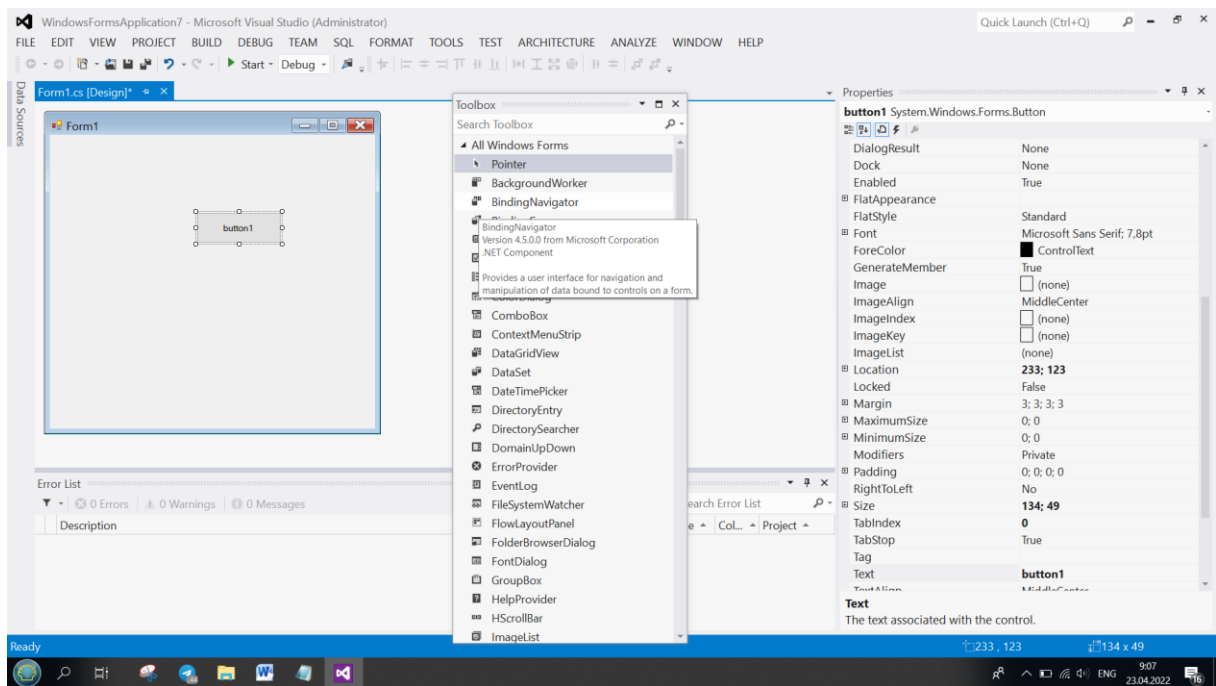 WindowsFormsApplication7 - Microsoft Visual Studio (Administrator)
Quick Launch (Ctrl+Q)
FILE EDIT VIEW PROJECT BUILD DEBUG TEAM SQL FORMAT TOOLS TEST ARCHITECTURE ANALYZE WINDOW HELP
Start Debug
Data Sources
Form1.cs [Design]*
Form1
button1
Toolbox
Search Toolbox
All Windows Forms
Pointer
BackgroundWorker
BindingNavigator
BindingNavigator
Version 4.5.0.0 from Microsoft Corporation
.NET Component
Provides a user interface for navigation and
manipulation of data bound to controls on a form.
ColorDialog
ComboBox
ContextMenuStrip
DataGridView
DataSet
DateTimePicker
DirectoryEntry
DirectorySearcher
DomainUpDown
ErrorProvider
EventLog
FileSystemWatcher
FlowLayoutPanel
FolderBrowserDialog
FontDialog
GroupBox
HelpProvider
HScrollBar
ImageList
Error List
0 Errors 0 Warnings 0 Messages
earch Error List
Description
e Col... Project
Properties
button1 System.Windows.Forms.Button
DialogResult None
Dock None
Enabled True
FlatAppearance
FlatStyle Standard
Font Microsoft Sans Serif; 7,8pt
ForeColor ControlText
GenerateMember True
Image (none)
ImageAlign MiddleCenter
ImageIndex (none)
ImageKey (none)
ImageList (none)
Location 233; 123
Locked False
Margin 3; 3; 3; 3
MaximumSize 0; 0
MinimumSize 0; 0
Modifiers Private
Padding 0; 0; 0; 0
RightToLeft No
Size 134; 49
TabIndex 0
TabStop True
Tag
Text button1
TextAlign MiddleCenter
Text
The text associated with the control.
Ready
233 , 123
134 x 49
ENG
9:07
23.04.2022
16